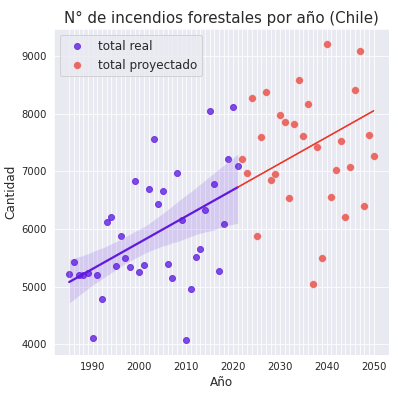 N° de incendios forestales por año (Chile)
total real
total proyectado
Cantidad
9000
8000
7000
6000
5000
4000
1990
2000
2010
2020
2030
2040
2050
Año